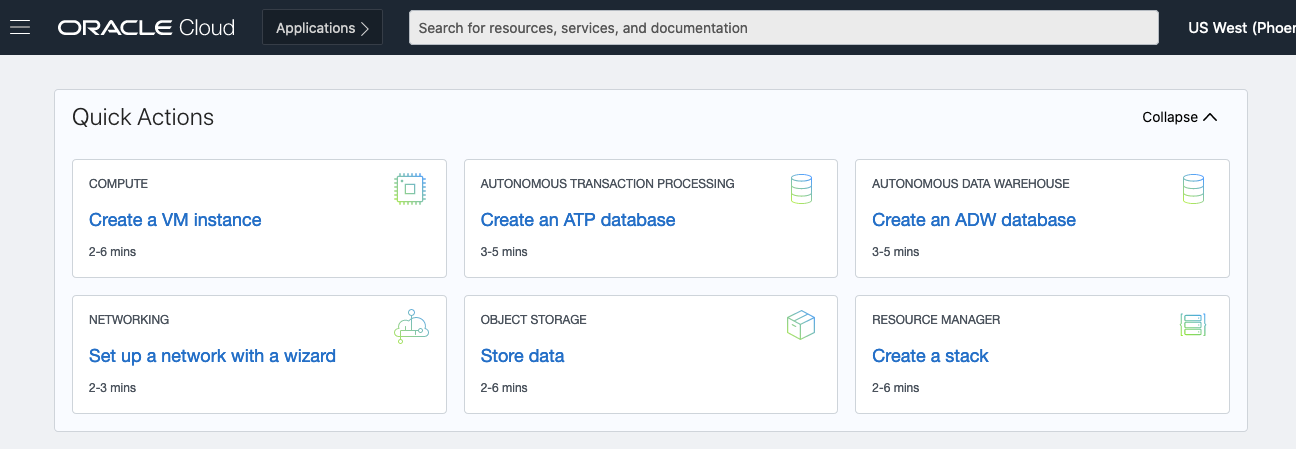 ORACLE Cloud
Applications
Search for resources, services, and documentation
US West (Phoe
Quick Actions
Collapse
COMPUTE
Create a VM instance
2-6 mins
AUTONOMOUS TRANSACTION PROCESSING
Create an ATP database
3-5 mins
AUTONOMOUS DATA WAREHOUSE
Create an ADW database
3-5 mins
NETWORKING
Set up a network with a wizard
2-3 mins
OBJECT STORAGE
Store data
2-6 mins
RESOURCE MANAGER
Create a stack
2-6 mins